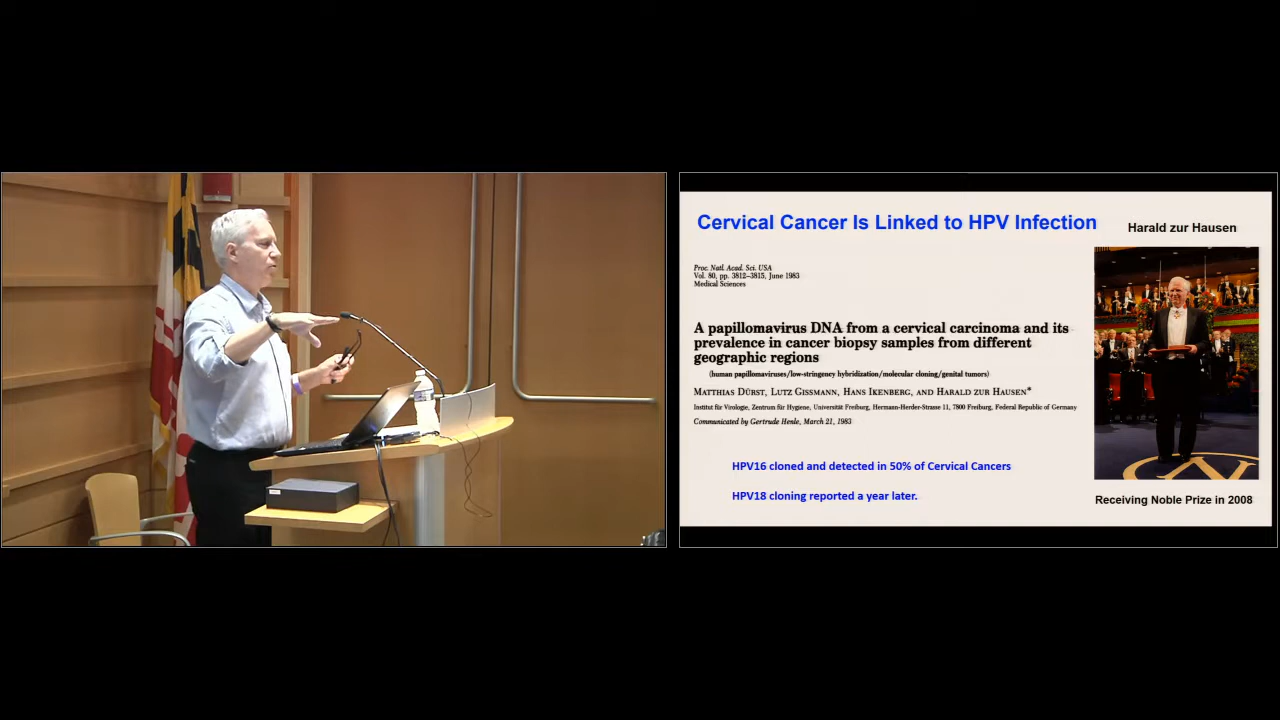 Cervical Cancer Is Linked to HPV Infection
Harald zur Hausen
Proc. Natl. Acad. Sci. USA
Vol. 80, pp. 3812–3815, June 1983
Medical Sciences
A papillomavirus DNA from a cervical carcinoma and its
prevalence in cancer biopsy samples from different
geographic regions
(human papillomaviruses/low-stringency hybridization/molecular cloning/genital tumors)
MATTHIAS DÜRST, LUTZ GISSMANN, HANS IKENBERG, AND HARALD ZUR HAUSEN*
Institut für Virologie, Zentrum für Hygiene, Universität Freiburg, Hermann-Herder-Strasse 11, 7800 Freiburg, Federal Republic of Germany
Communicated by Gertrude Henle, March 21, 1983
HPV16 cloned and detected in 50% of Cervical Cancers
HPV18 cloning reported a year later.
Receiving Noble Prize in 2008